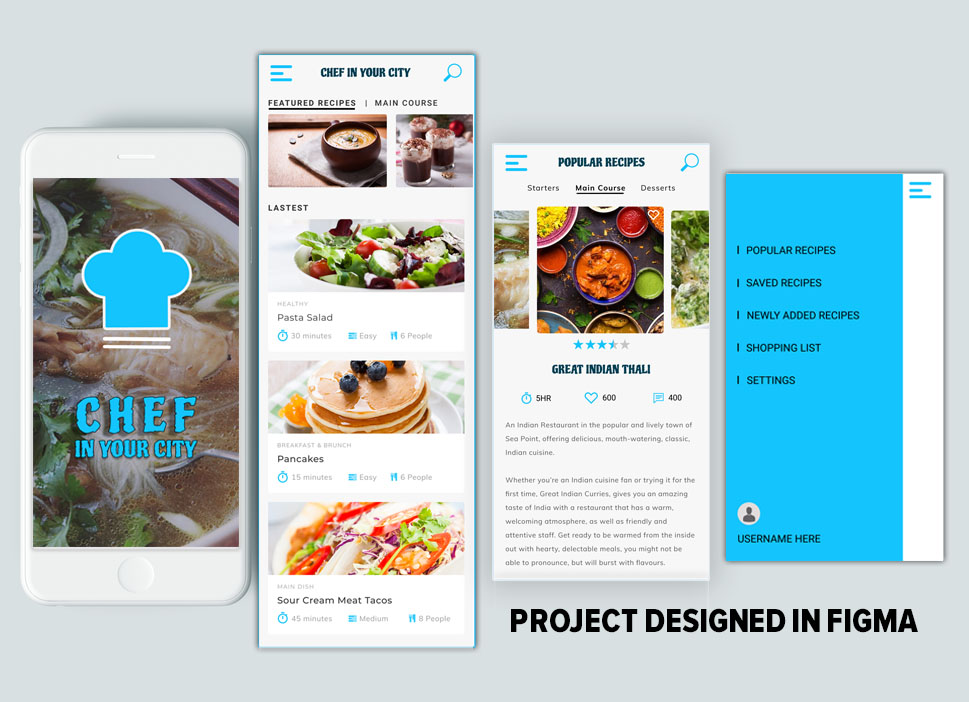 CHEF
IN YOUR CITY
CHEF IN YOUR CITY
FEATURED RECIPES | MAIN COURSE
LASTEST
HEALTHY
Pasta Salad
30 minutes Easy 6 People
BREAKFAST & BRUNCH
Pancakes
15 minutes Easy 6 People
MAIN DISH
Sour Cream Meat Tacos
45 minutes Medium 8 People
POPULAR RECIPES
Starters Main Course Desserts
GREAT INDIAN THALI
5HR 600 400
An Indian Restaurant in the popular and lively town of
Sea Point, offering delicious, mouth-watering, classic,
Indian cuisine.
Whether you're an Indian cuisine fan or trying it for the
first time, Great Indian Curries, gives you an amazing
taste of India with a restaurant that has a warm,
welcoming atmosphere, as well as friendly and
attentive staff. Get ready to be warmed from the inside
out with hearty, delectable meals, you might not be
able to pronounce, but will burst with flavours.
POPULAR RECIPES
SAVED RECIPES
NEWLY ADDED RECIPES
SHOPPING LIST
SETTINGS
USERNAME HERE
PROJECT DESIGNED IN FIGMA